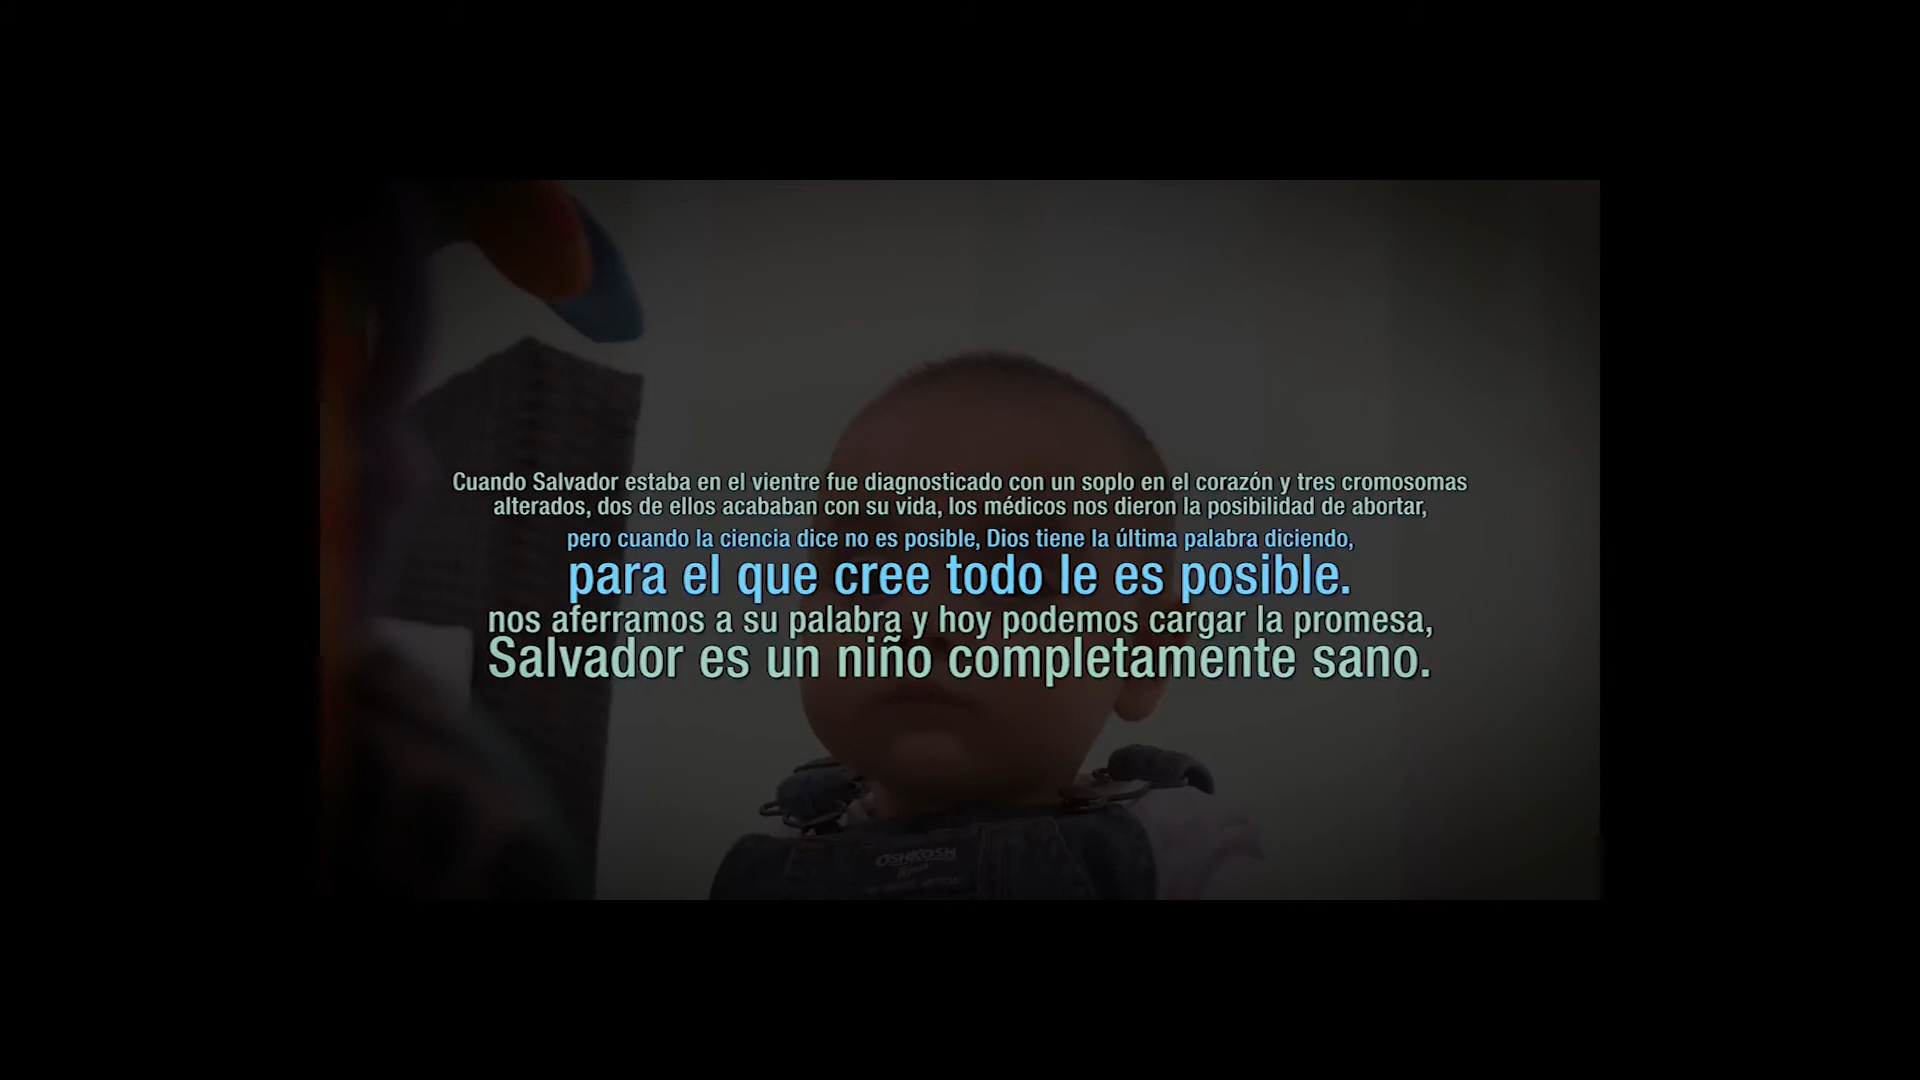 Cuando Salvador estaba en el vientre fue diagnosticado con un soplo en el corazón y tres cromosomas
alterados, dos de ellos acababan con su vida, los médicos nos dieron la posibilidad de abortar,
pero cuando la ciencia dice no es posible, Dios tiene la última palabra diciendo,
para el que cree todo le es posible.
nos aferramos a su palabra y hoy podemos cargar la promesa,
Salvador es un niño completamente sano.
OSHKOSH